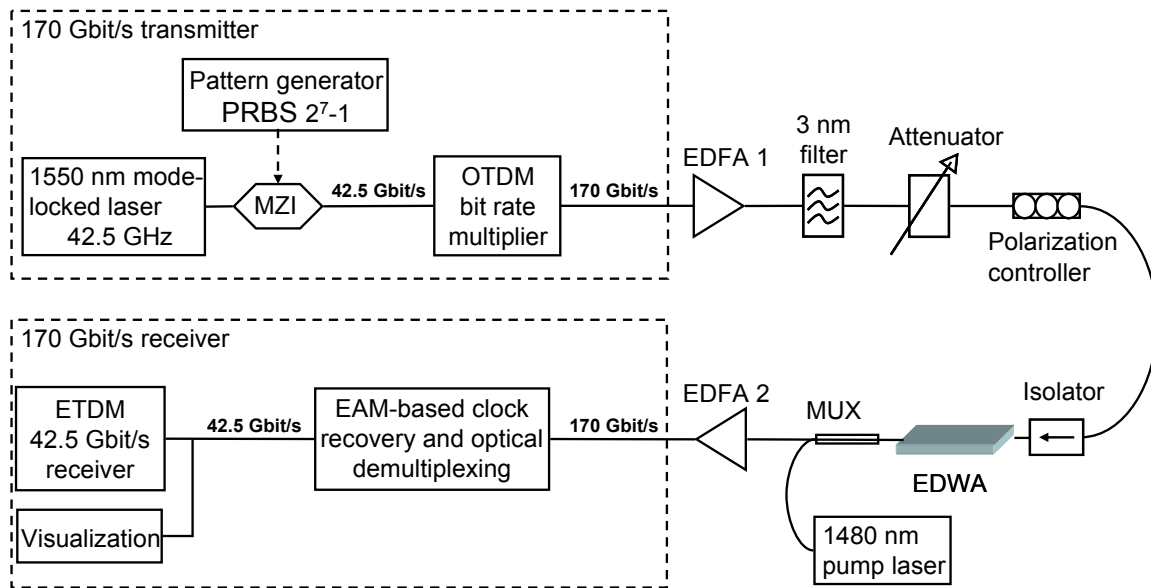 170 Gbit/s transmitter
Pattern generator
PRBS 2⁷-1
1550 nm mode-
locked laser
42.5 GHz
MZI
42.5 Gbit/s
OTDM
bit rate
multiplier
170 Gbit/s
EDFA 1
3 nm
filter
Attenuator
Polarization
controller
170 Gbit/s receiver
ETDM
42.5 Gbit/s
receiver
Visualization
42.5 Gbit/s
EAM-based clock
recovery and optical
demultiplexing
170 Gbit/s
EDFA 2
MUX
1480 nm
pump laser
EDWA
Isolator